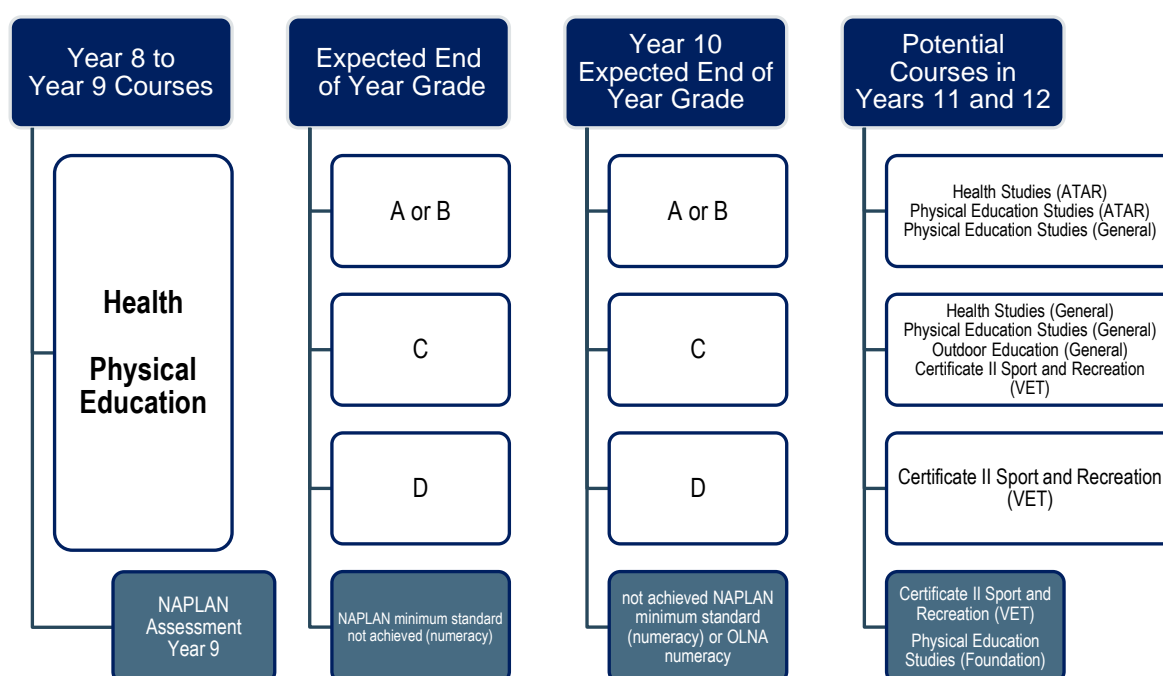 Year 8 to
Year 9 Courses
Health
Physical
Education
NAPLAN
Assessment
Year 9
Expected End
of Year Grade
A or B
C
D
NAPLAN minimum standard
not achieved (numeracy)
Year 10
Expected End of
Year Grade
A or B
C
D
not achieved NAPLAN
minimum standard
(numeracy) or OLNA
numeracy
Potential
Courses in
Years 11 and 12
Health Studies (ATAR)
Physical Education Studies (ATAR)
Physical Education Studies (General)
Health Studies (General)
Physical Education Studies (General)
Outdoor Education (General)
Certificate II Sport and Recreation
(VET)
Certificate II Sport and Recreation
(VET)
Certificate II Sport and
Recreation (VET)
Physical Education
Studies (Foundation)